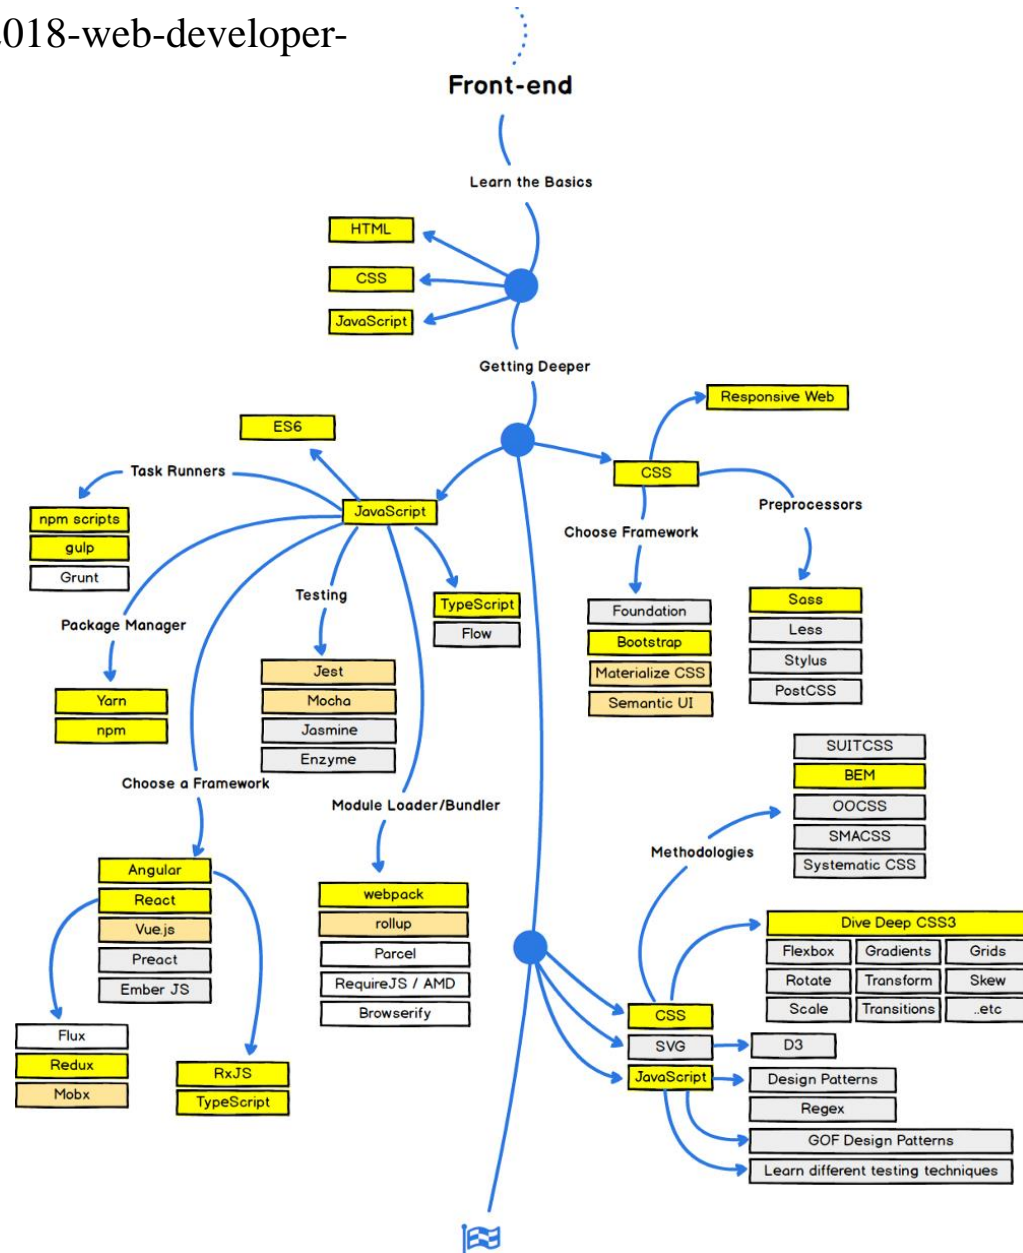 2018-web-developer-
Front-end
Learn the Basics
HTML
CSS
JavaScript
Getting Deeper
Responsive Web
ES6
Task Runners
CSS
Preprocessors
npm scripts
gulp
Grunt
JavaScript
Choose Framework
Testing
TypeScript
Flow
Package Manager
Foundation
Bootstrap
Materialize CSS
Semantic UI
Sass
Less
Stylus
PostCSS
Yarn
npm
Jest
Mocha
Jasmine
Enzyme
Choose a Framework
Module Loader/Bundler
SUITCSS
BEM
OOCSS
SMACSS
Systematic CSS
Methodologies
Angular
React
Vue.js
Preact
Ember JS
webpack
rollup
Parcel
RequireJS / AMD
Browserify
Dive Deep CSS3
Flexbox Gradients Grids
Rotate Transform Skew
Scale Transitions ..etc
Flux
Redux
Mobx
RxJS
TypeScript
CSS
SVG
JavaScript
D3
Design Patterns
Regex
GOF Design Patterns
Learn different testing techniques